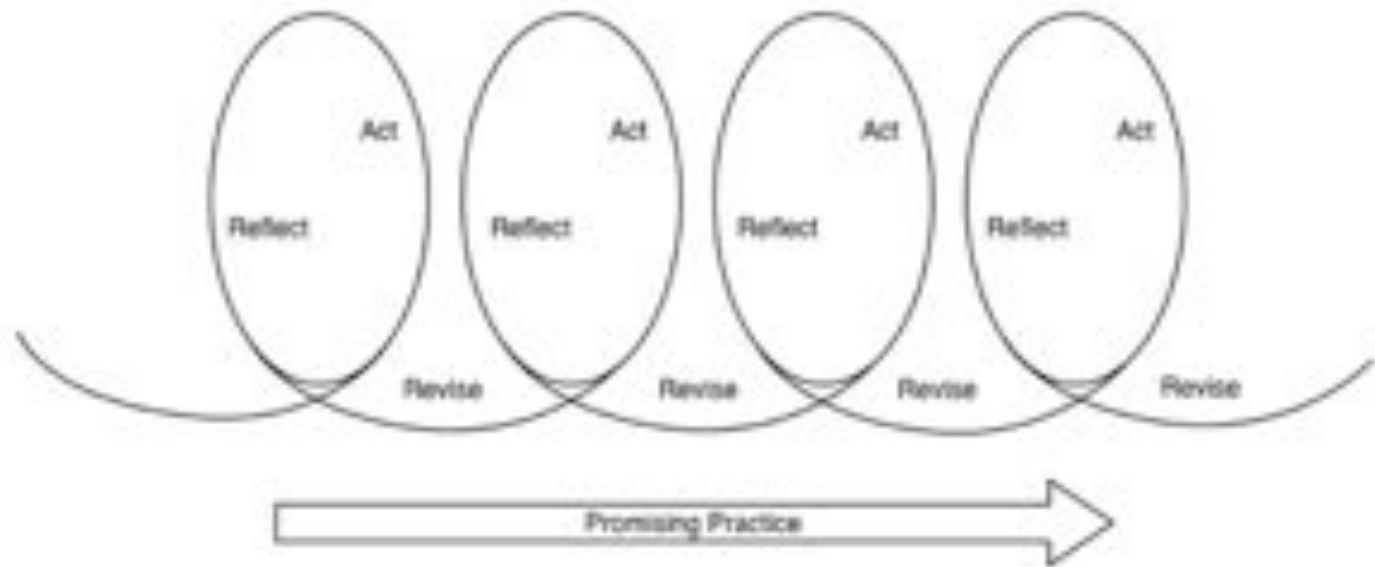 Act Act Act Act
Reflect Reflect Reflect Reflect
Revise Revise Revise Revise
Promising Practice